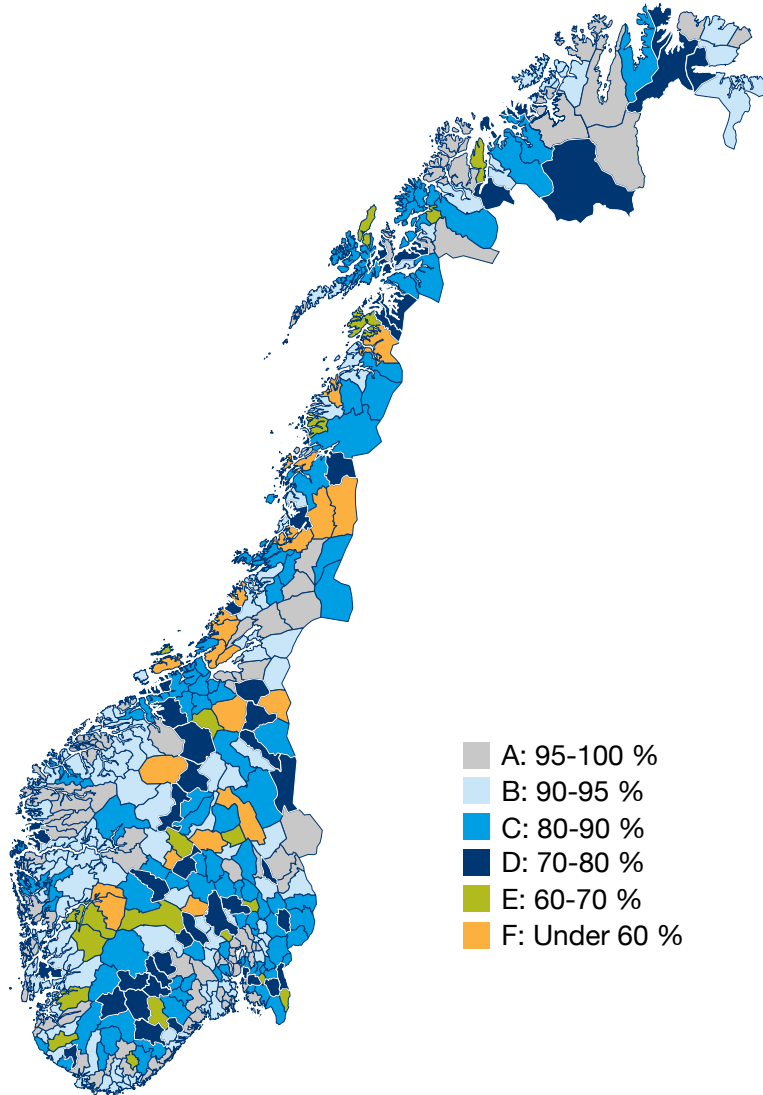 A: 95-100 %
B: 90-95 %
C: 80-90 %
D: 70-80 %
E: 60-70 %
F: Under 60 %